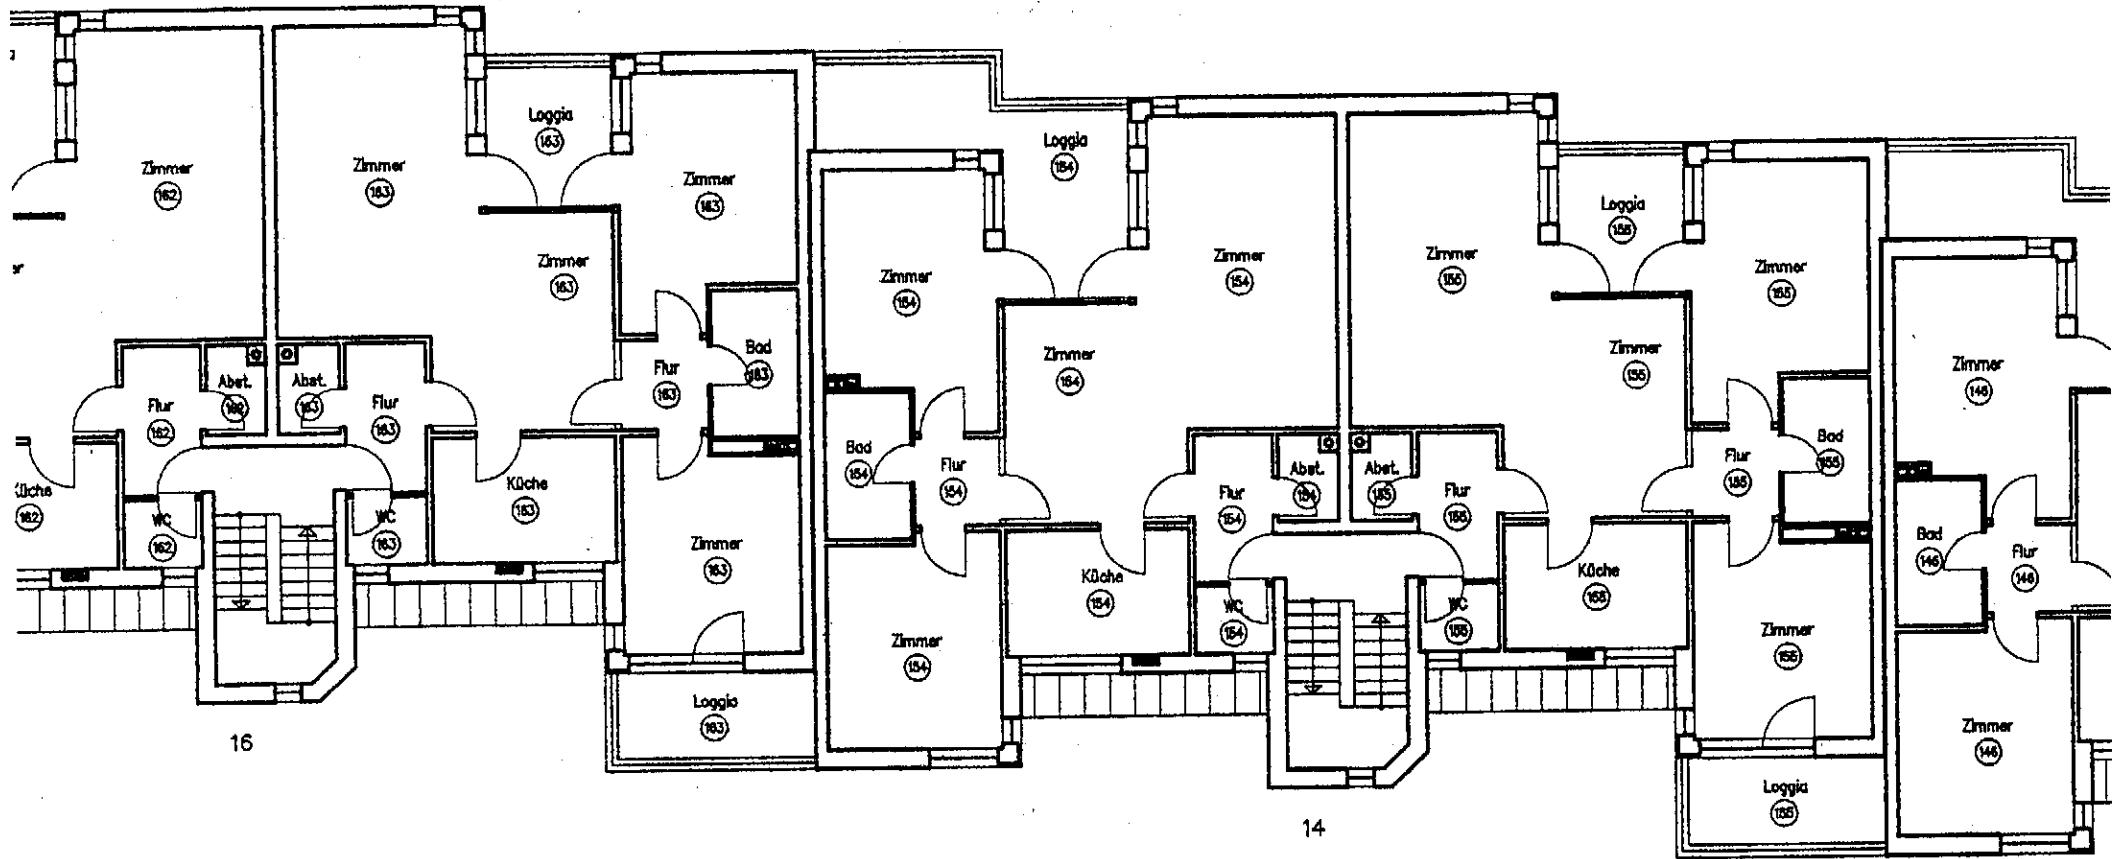 Zimmer
162
Abst.
162
Flur
162
WC
162
162
Zimmer
163
Loggia
163
Zimmer
163
Zimmer
163
Abst.
163
Flur
163
Flur
163
Bad
163
WC
163
Küche
163
Zimmer
163
Loggia
163
16
Loggia
154
Zimmer
154
Zimmer
154
Zimmer
154
Bad
154
Flur
154
Flur
154
Abst.
154
Küche
154
WC
154
Zimmer
154
Zimmer
155
Loggia
155
Zimmer
155
Zimmer
155
Abst.
155
Flur
155
Flur
155
Bad
155
WC
155
Küche
155
Zimmer
155
Loggia
155
14
Zimmer
146
Bad
146
Flur
146
Zimmer
146